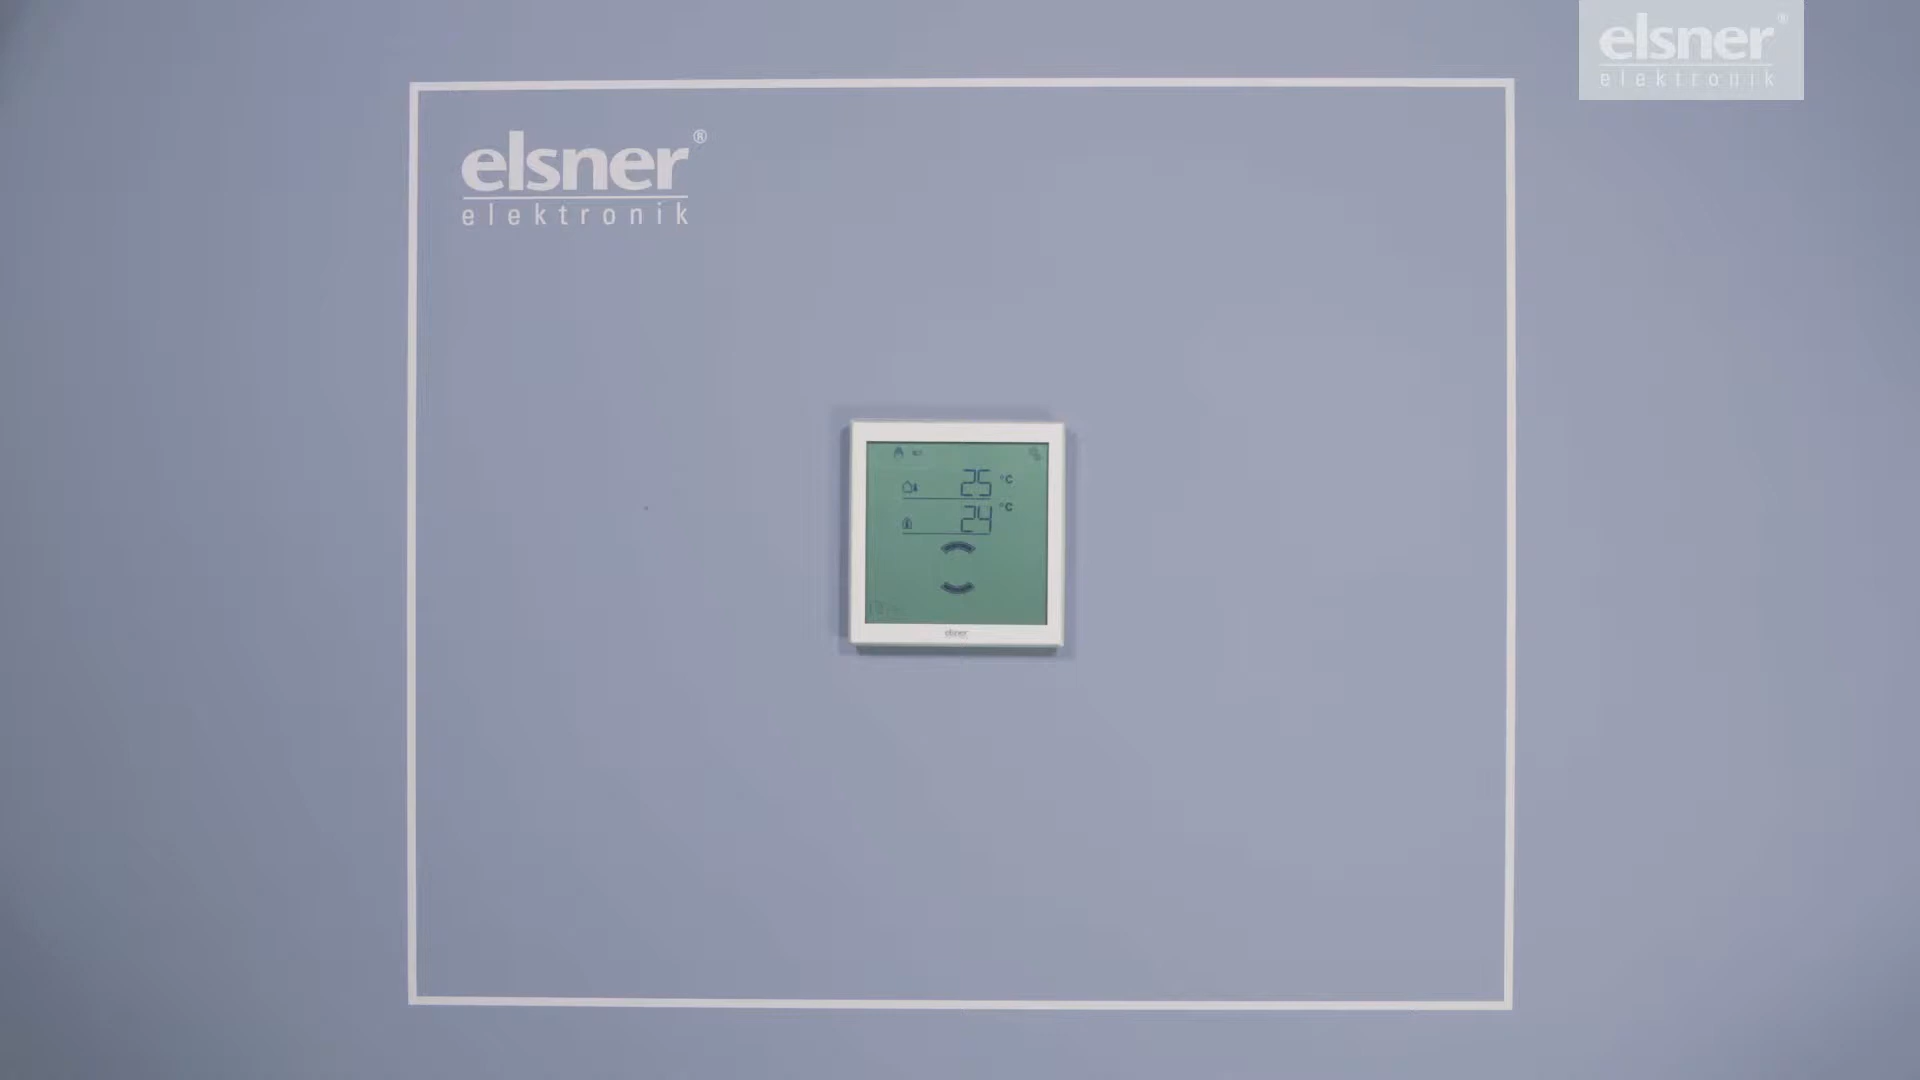 elsner®
elektronik
elsner®
elektronik
25 °C
24 °C
elsner